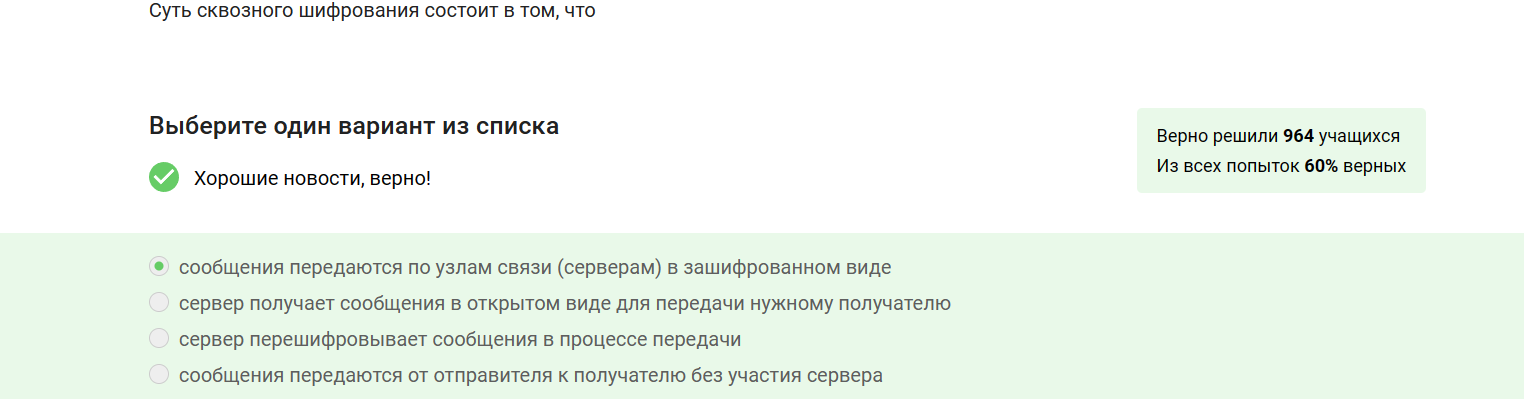 Суть сквозного шифрования состоит в том, что
Выберите один вариант из списка
Хорошие новости, верно!
Верно решили 964 учащихся
Из всех попыток 60% верных
сообщения передаются по узлам связи (серверам) в зашифрованном виде
сервер получает сообщения в открытом виде для передачи нужному получателю
сервер перешифровывает сообщения в процессе передачи
сообщения передаются от отправителя к получателю без участия сервера